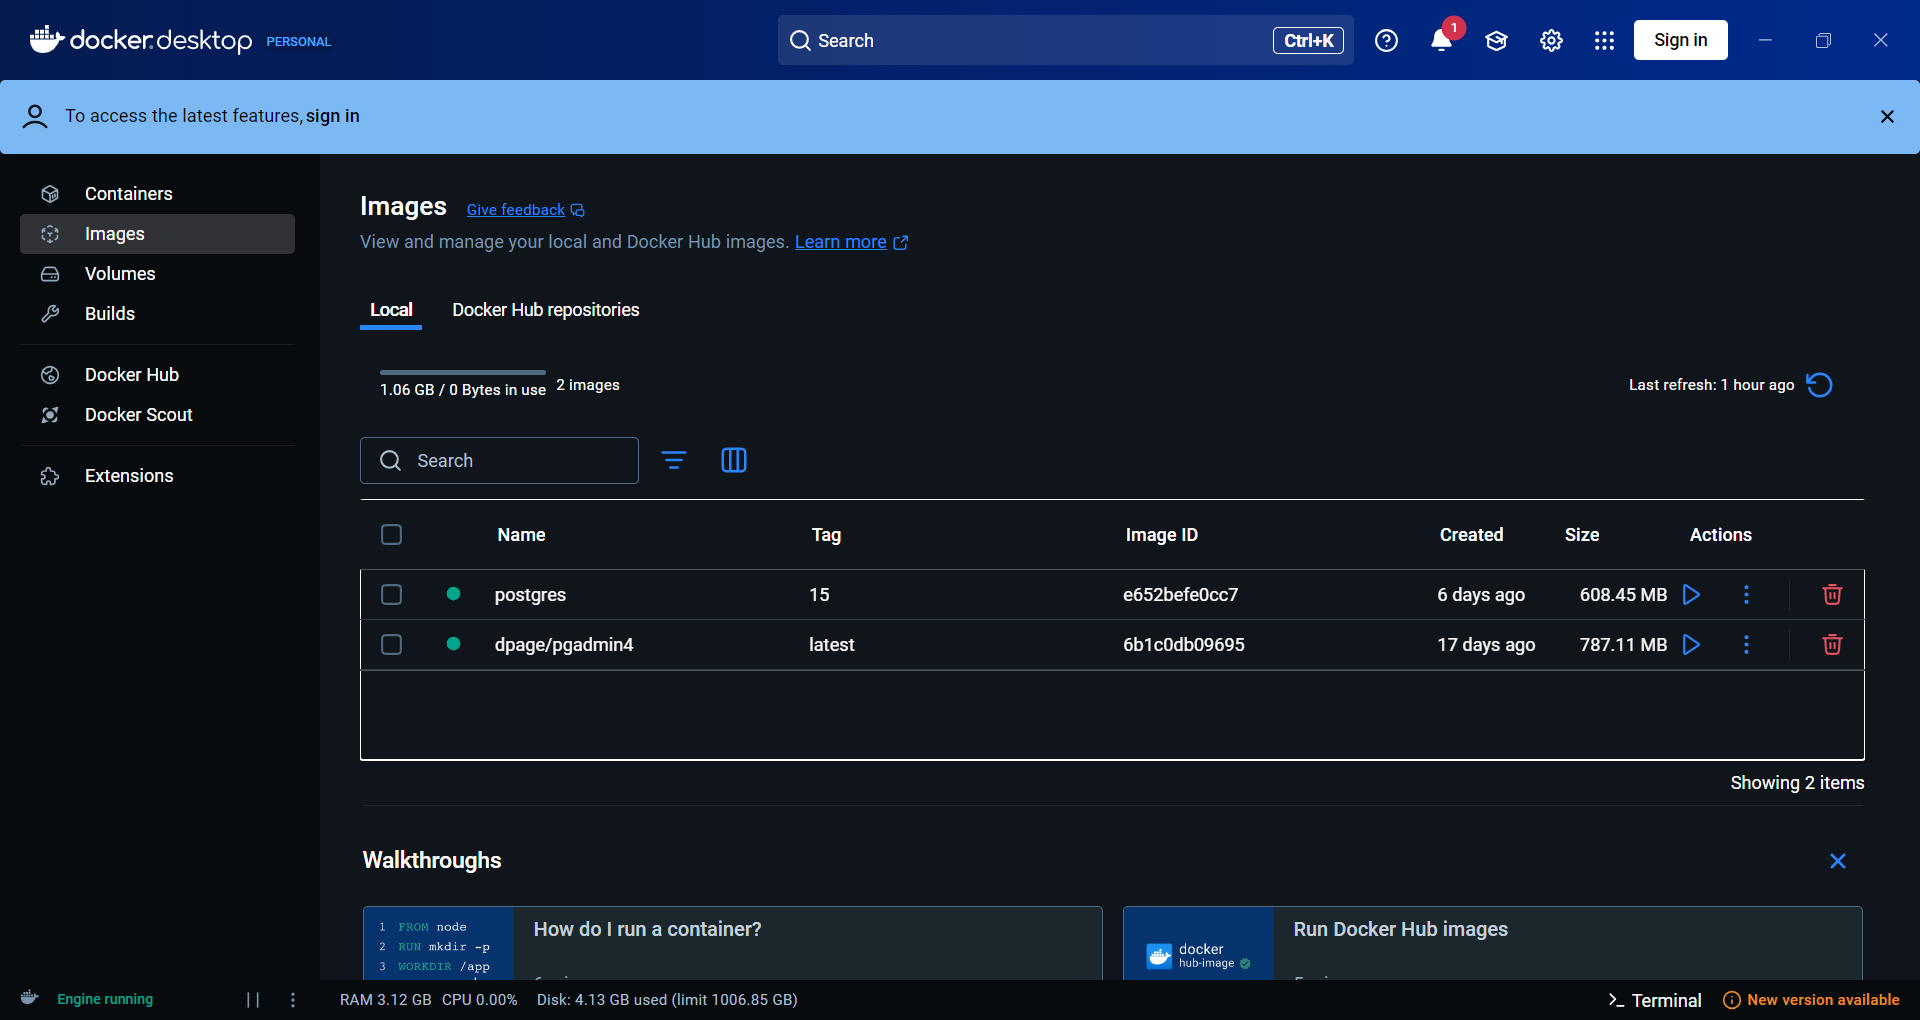 docker.desktop PERSONAL
Search
Ctrl+K
1
Sign in
To access the latest features, sign in
Containers
Images
Volumes
Builds
Docker Hub
Docker Scout
Extensions
Images Give feedback
View and manage your local and Docker Hub images. Learn more
Local
Docker Hub repositories
1.06 GB / 0 Bytes in use
2 images
Last refresh: 1 hour ago
Search
Name Tag Image ID Created Size Actions
postgres 15 e652befe0cc7 6 days ago 608.45 MB
dpage/pgadmin4 latest 6b1c0db09695 17 days ago 787.11 MB
Showing 2 items
Walkthroughs
1 FROM node
2 RUN mkdir -p
3 WORKDIR /app
How do I run a container?
docker
hub-image
Run Docker Hub images
Engine running
RAM 3.12 GB CPU 0.00% Disk: 4.13 GB used (limit 1006.85 GB)
Terminal
New version available